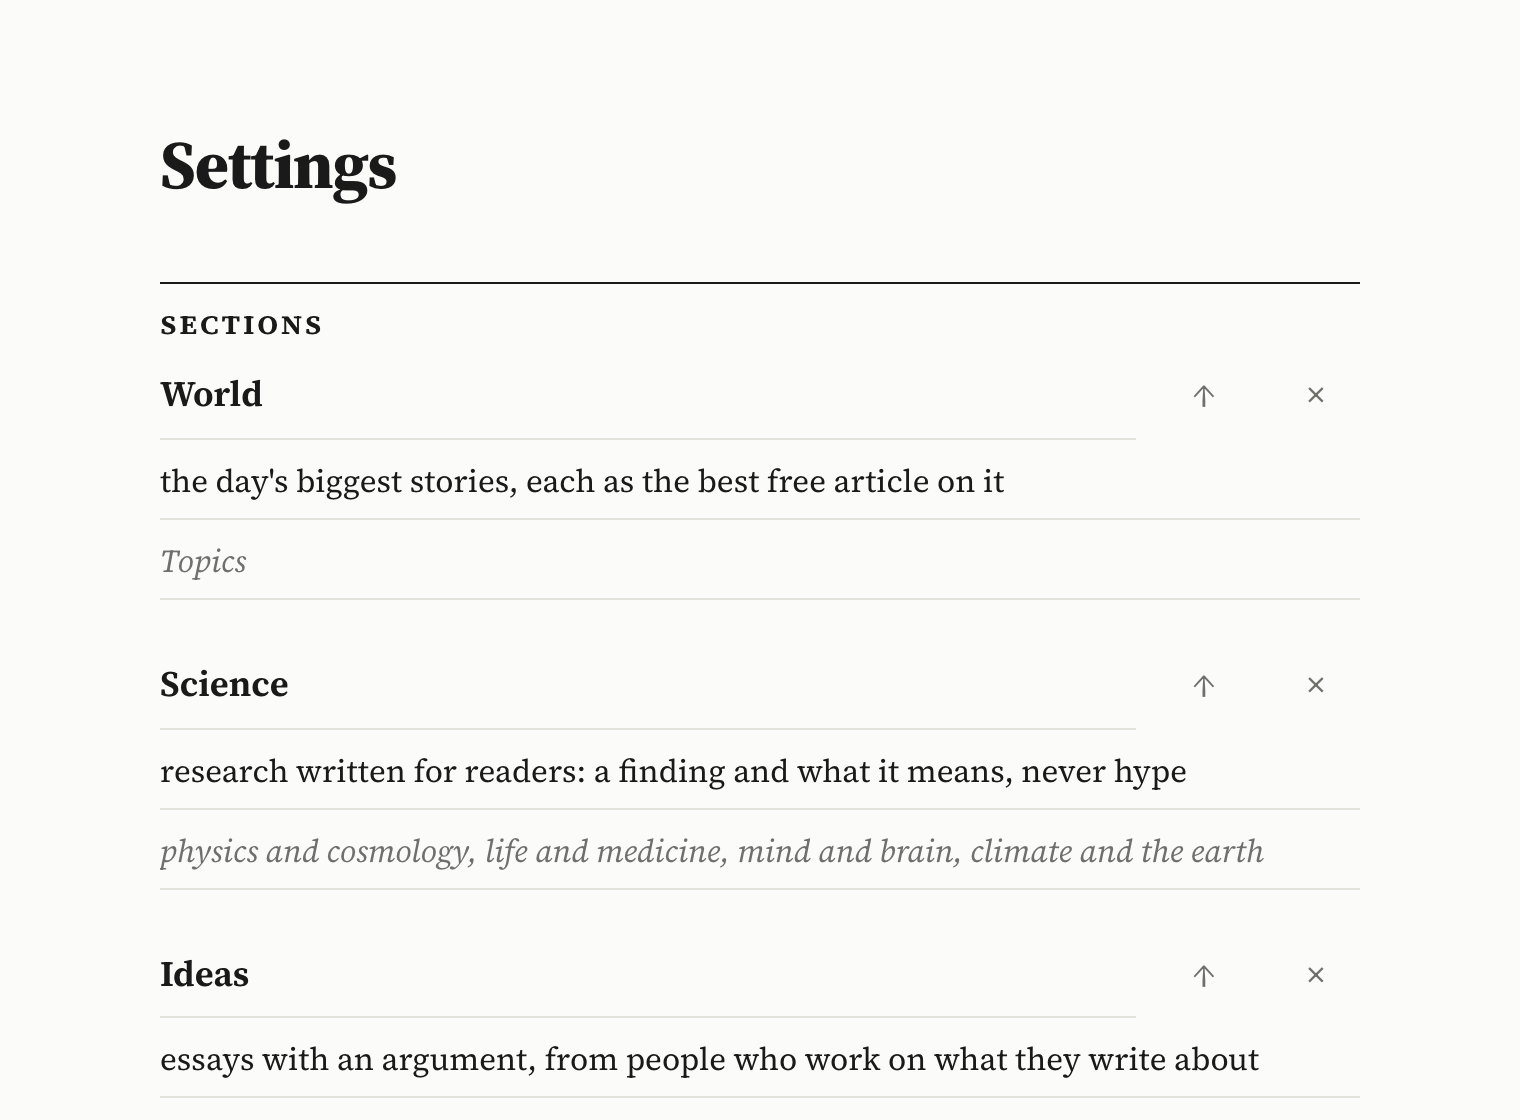 Settings
SECTIONS
World ↑ ×
the day's biggest stories, each as the best free article on it
Topics
Science ↑ ×
research written for readers: a finding and what it means, never hype
physics and cosmology, life and medicine, mind and brain, climate and the earth
Ideas ↑ ×
essays with an argument, from people who work on what they write about